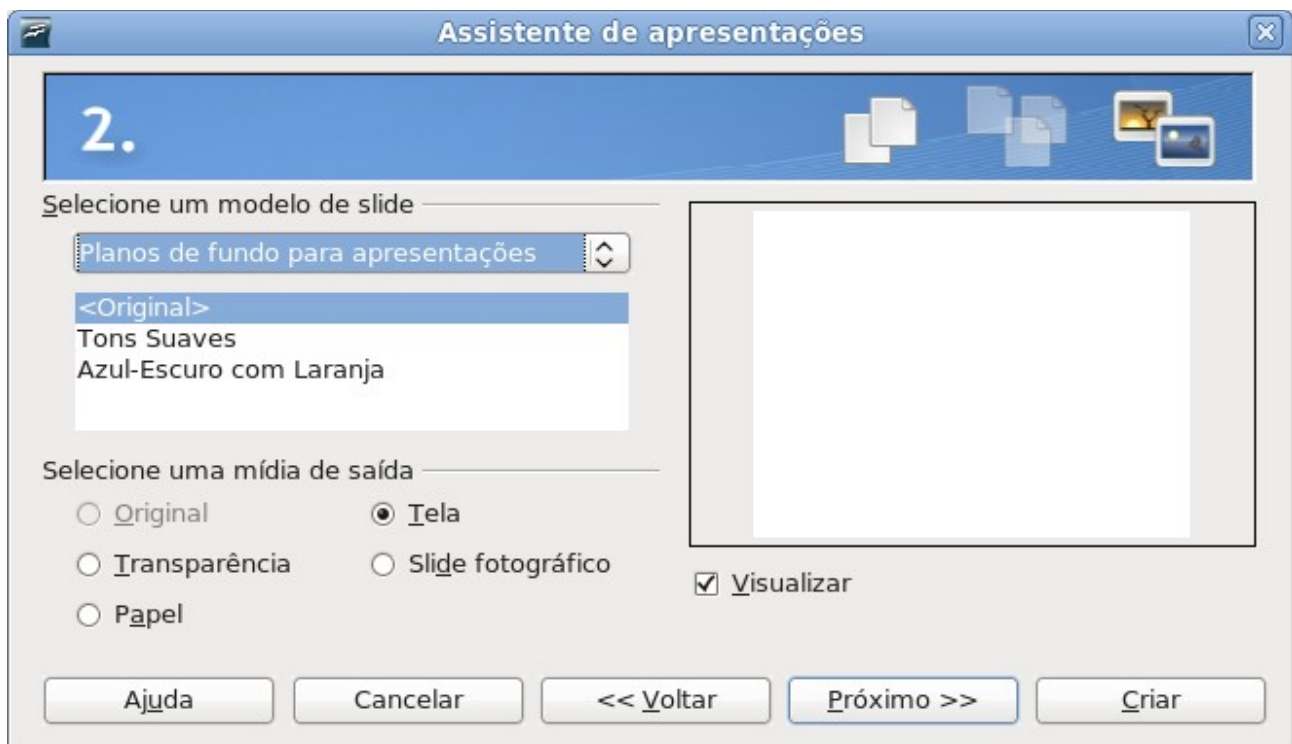 Assistente de apresentações
2.
Selecione um modelo de slide
Planos de fundo para apresentações
<Original>
Tons Suaves
Azul-Escuro com Laranja
Selecione uma mídia de saída
Original
Tela
Transparência
Slide fotográfico
Papel
Visualizar
Ajuda
Cancelar
<< Voltar
Próximo >>
Criar